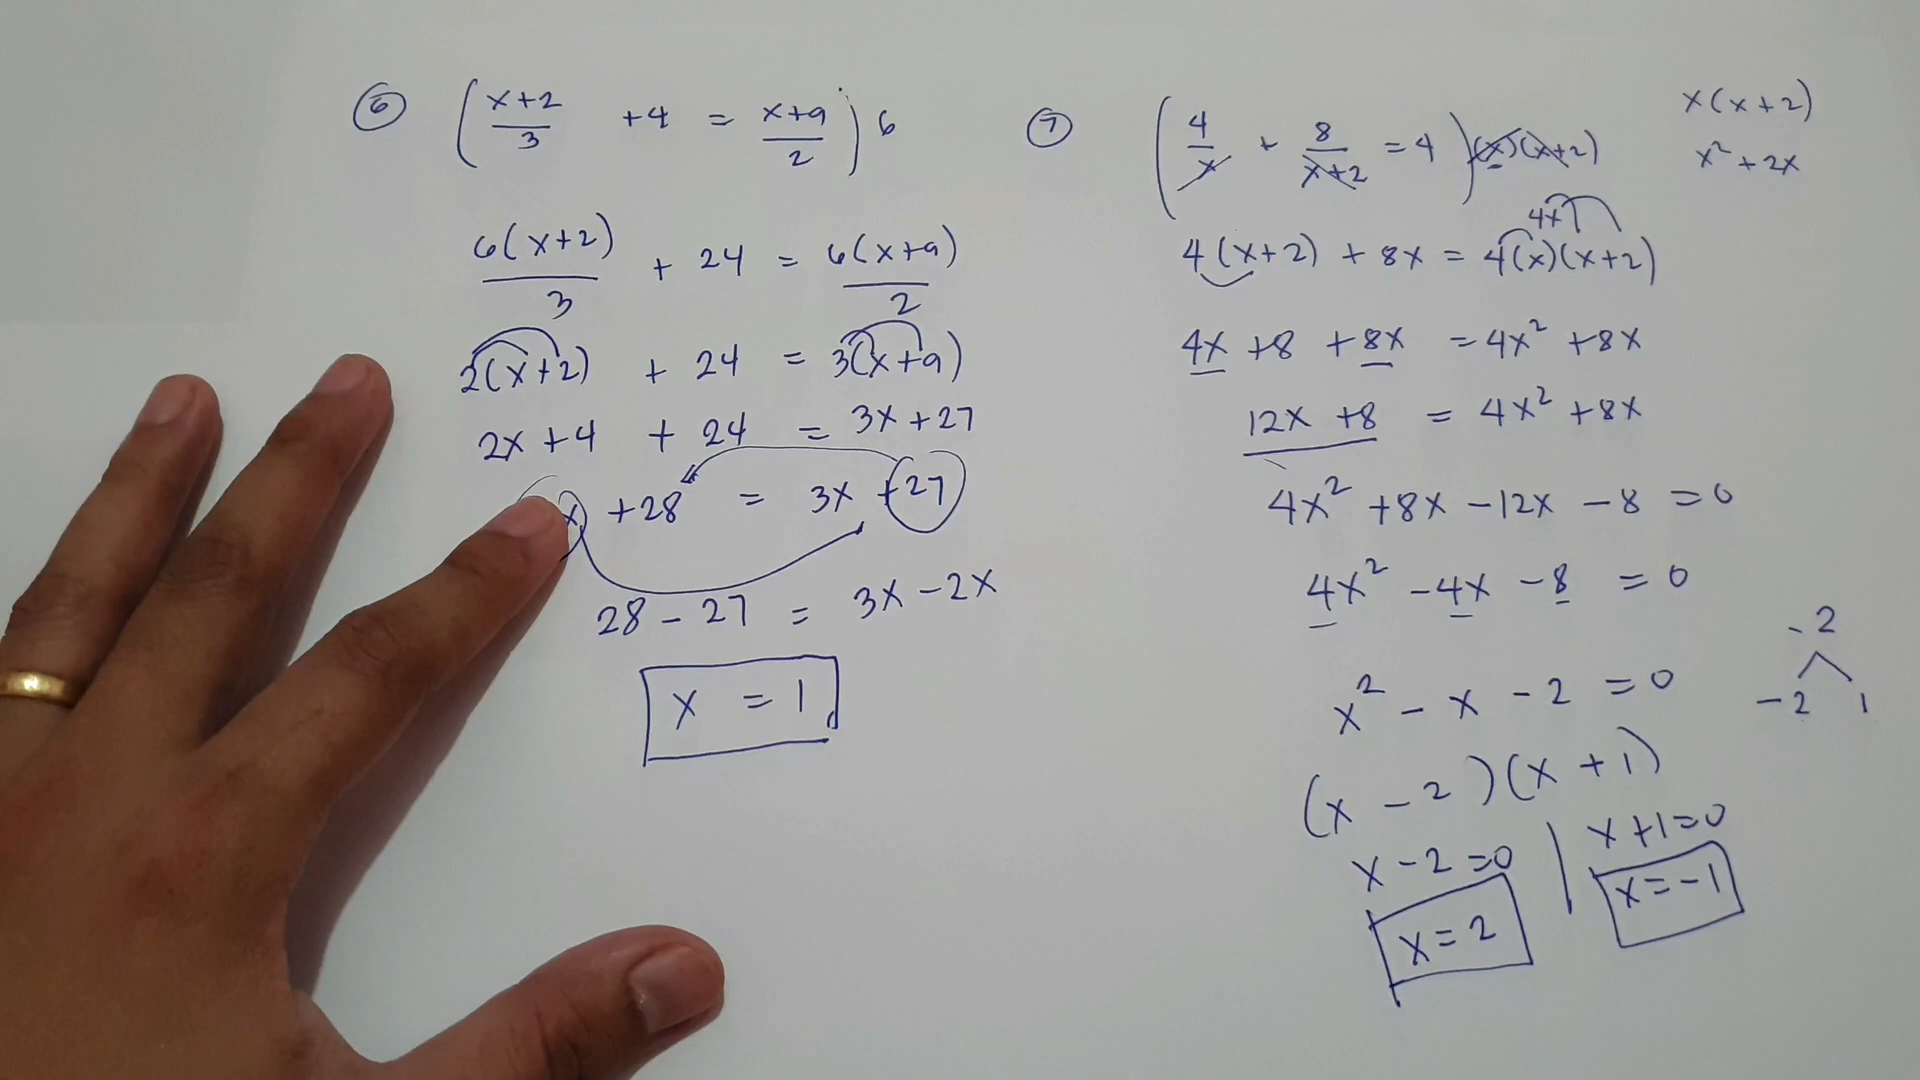 6 ( x+2/3 + 4 = x+9/2 ) 6
6(x+2)/3 + 24 = 6(x+9)/2
2(x+2) + 24 = 3(x+9)
2x + 4 + 24 = 3x + 27
x + 28 = 3x + 27
28 - 27 = 3x - 2x
x = 1
7 ( 4/x + 8/x+2 = 4 ) (x)(x+2)
x(x+2)
x² + 2x
4x
4(x+2) + 8x = 4(x)(x+2)
4x + 8 + 8x = 4x² + 8x
12x + 8 = 4x² + 8x
4x² + 8x - 12x - 8 = 0
4x² - 4x - 8 = 0
-2
x² - x - 2 = 0
-2 1
(x - 2)(x + 1)
x - 2 = 0 | x + 1 = 0
x = 2 x = -1